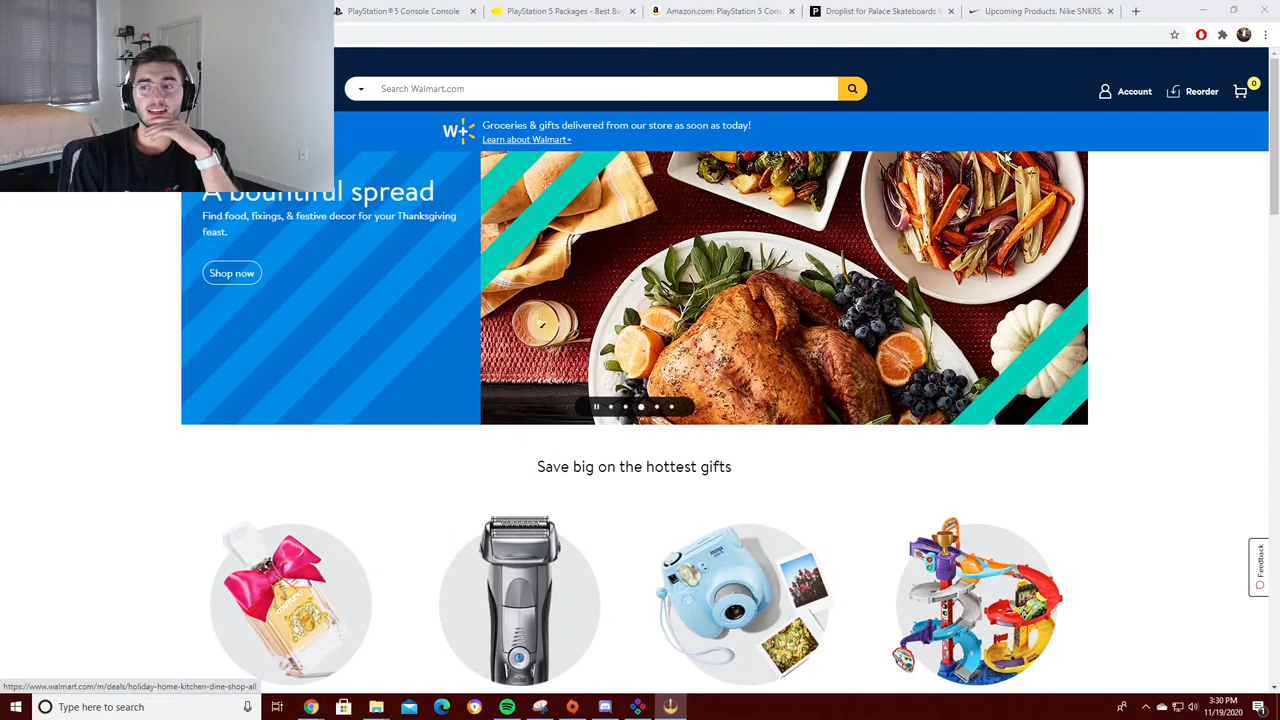 PlayStation®5 Console Console
PlayStation 5 Packages - Best Bu
Amazon.com: PlayStation 5 Con
Droplist for Palace Skateboards
Upcoming Products. Nike SNKRS
Search Walmart.com
Account
Reorder
0
W+
Groceries & gifts delivered from our store as soon as today!
Learn about Walmart+
A bountiful spread
Find food, fixings, & festive decor for your Thanksgiving
feast.
Shop now
Save big on the hottest gifts
Feedback
https://www.walmart.com/m/deals/holiday-home-kitchen-dine-shop-all
Type here to search
3:30 PM
11/19/2020